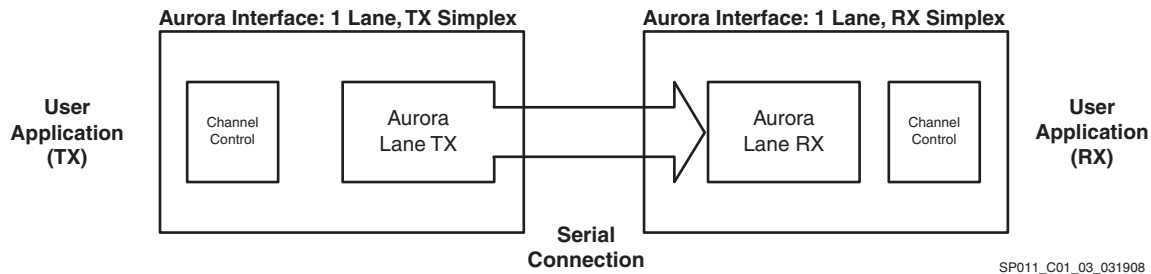 Aurora Interface: 1 Lane, TX Simplex
Aurora Interface: 1 Lane, RX Simplex
User
Application
(TX)
Channel
Control
Aurora
Lane TX
Aurora
Lane RX
Channel
Control
User
Application
(RX)
Serial
Connection
SP011_C01_03_031908